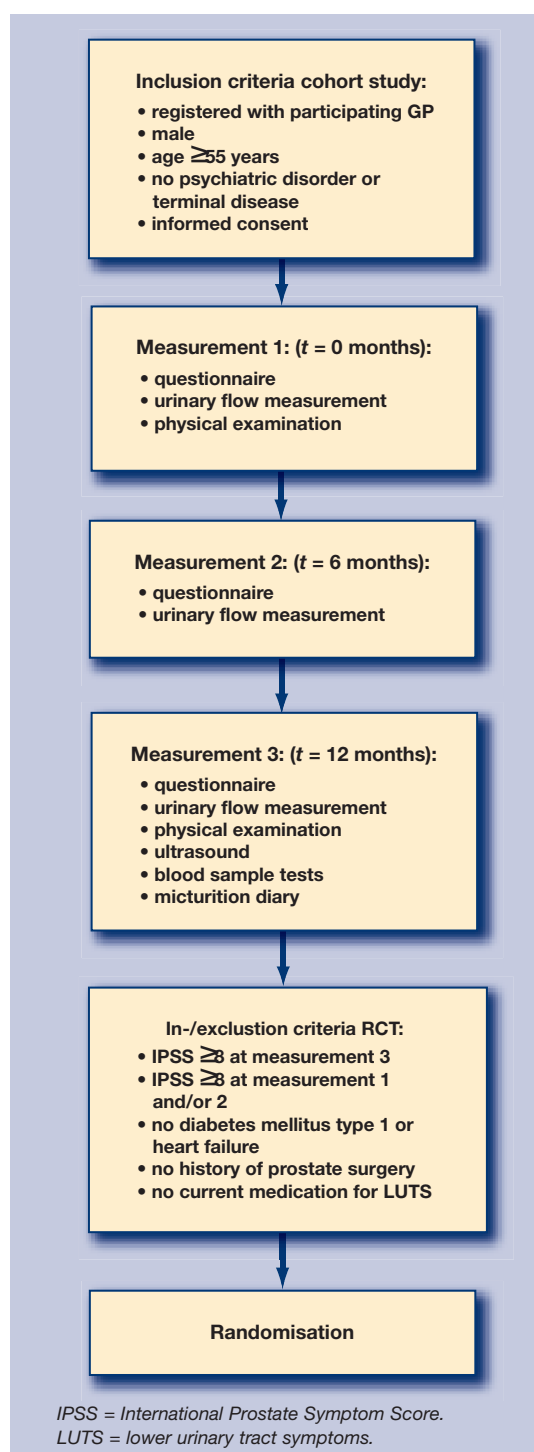 Inclusion criteria cohort study:
• registered with participating GP
• male
• age ≥55 years
• no psychiatric disorder or
terminal disease
• informed consent
Measurement 1: (t = 0 months):
• questionnaire
• urinary flow measurement
• physical examination
Measurement 2: (t = 6 months):
• questionnaire
• urinary flow measurement
Measurement 3: (t = 12 months):
• questionnaire
• urinary flow measurement
• physical examination
• ultrasound
• blood sample tests
• micturition diary
In-/exclustion criteria RCT:
• IPSS ≥8 at measurement 3
• IPSS ≥8 at measurement 1
and/or 2
• no diabetes mellitus type 1 or
heart failure
• no history of prostate surgery
• no current medication for LUTS
Randomisation
IPSS = International Prostate Symptom Score.
LUTS = lower urinary tract symptoms.